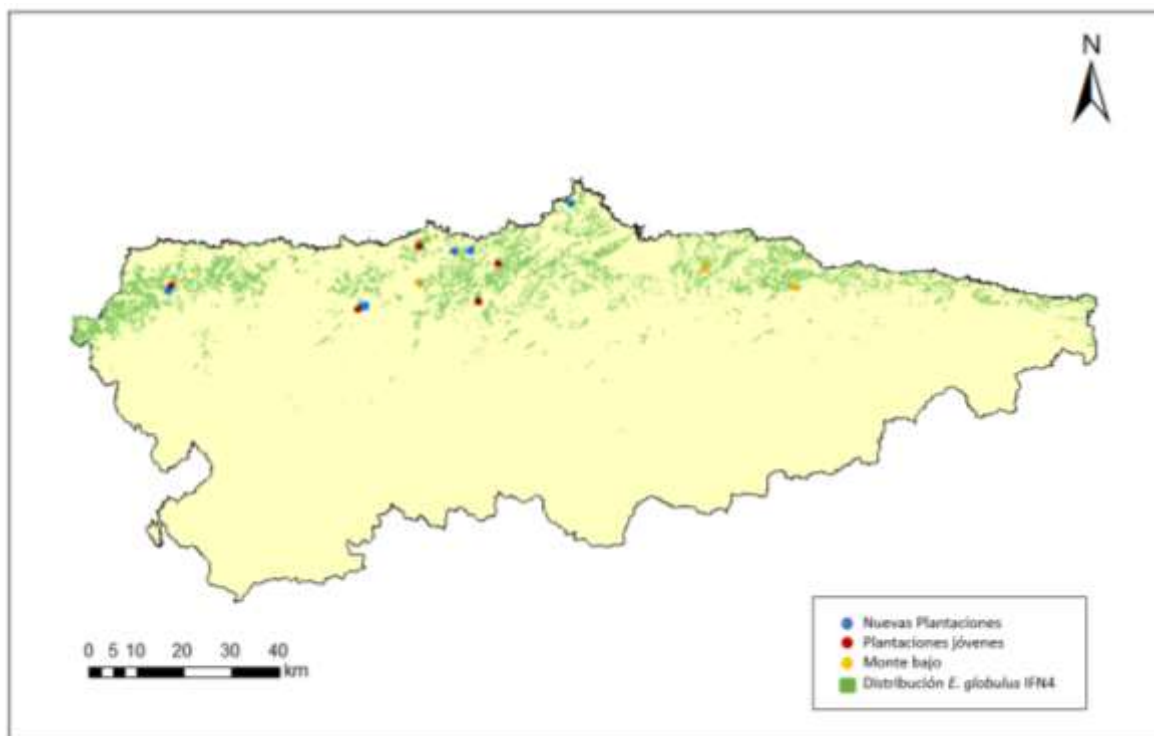 N
0 5 10 20 30 40
km
Nuevas Plantaciones
Plantaciones jóvenes
Monte bajo
Distribución E. globulus IFN4